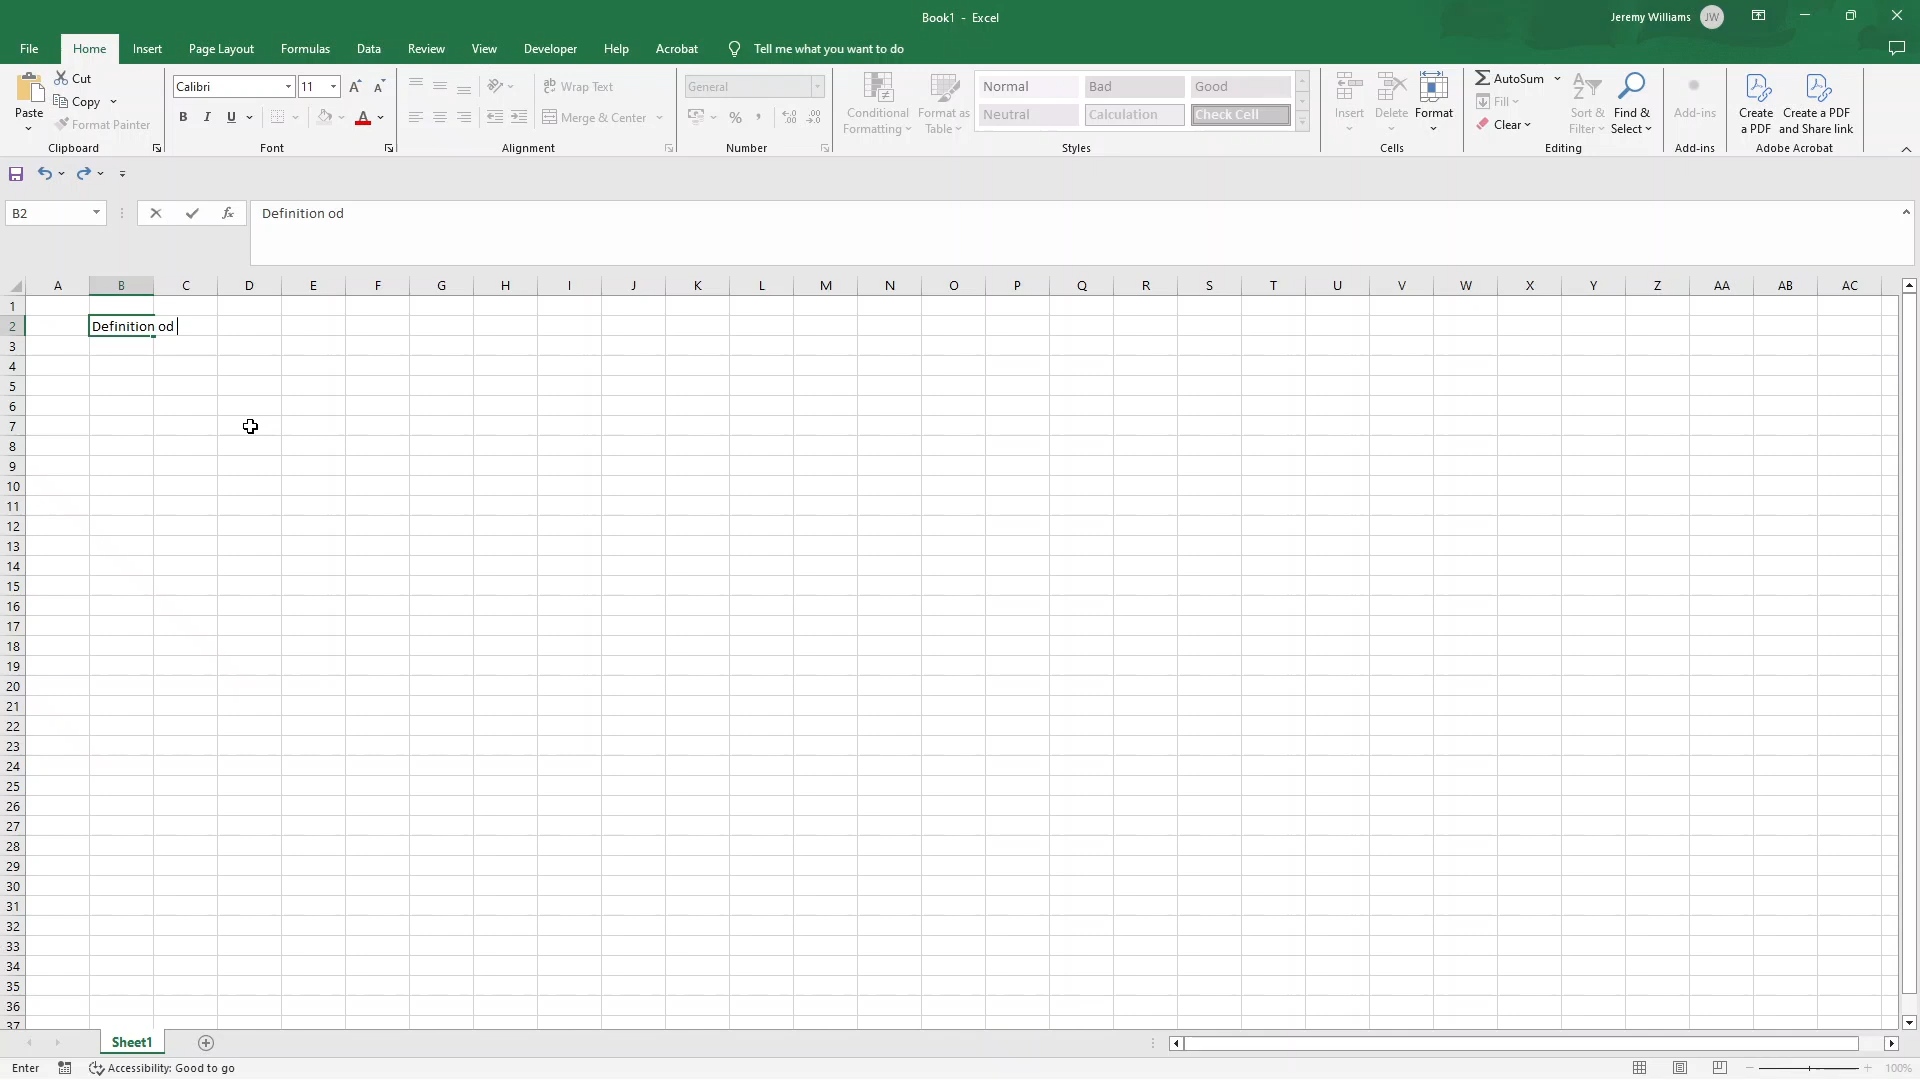 Book1 - Excel
Jeremy Williams JW
File Home Insert Page Layout Formulas Data Review View Developer Help Acrobat Tell me what you want to do
Paste
Cut
Copy
Format Painter
Clipboard
Calibri 11
B I U A
Font
Wrap Text
Merge & Center
Alignment
General
%
Number
Conditional Formatting
Format as Table
Normal Bad Good
Neutral Calculation Check Cell
Styles
Insert Delete Format
Cells
AutoSum
Fill
Clear
Sort & Filter
Find & Select
Editing
Add-ins
Add-ins
Create a PDF
Create a PDF and Share link
Adobe Acrobat
B2 fx Definition od
A B C D E F G H I J K L M N O P Q R S T U V W X Y Z AA AB AC
1
2 Definition od
3
4
5
6
7
8
9
10
11
12
13
14
15
16
17
18
19
20
21
22
23
24
25
26
27
28
29
30
31
32
33
34
35
36
37
Sheet1
Enter Accessibility: Good to go 100%